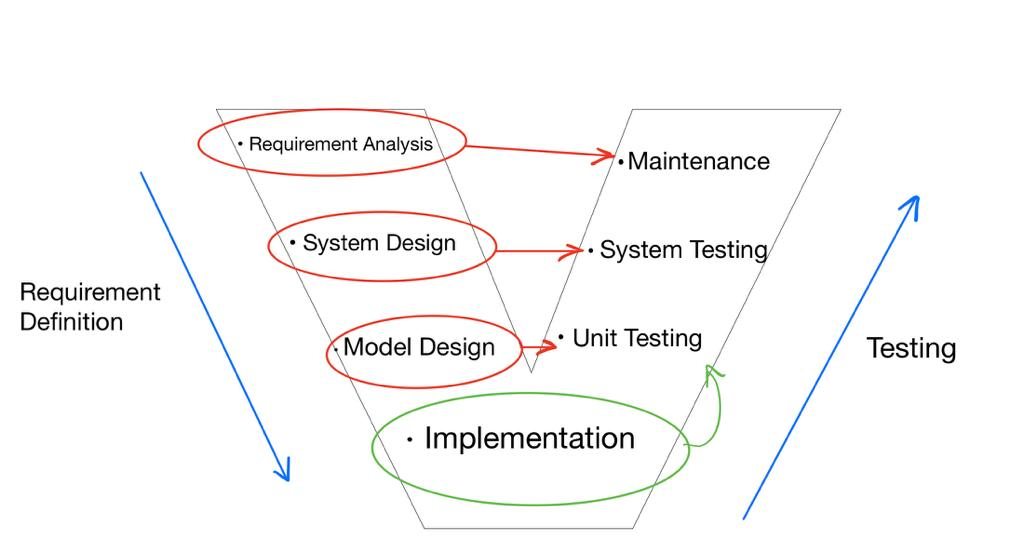 • Requirement Analysis
• Maintenance
• System Design
• System Testing
Requirement
Definition
• Model Design
• Unit Testing
Testing
• Implementation